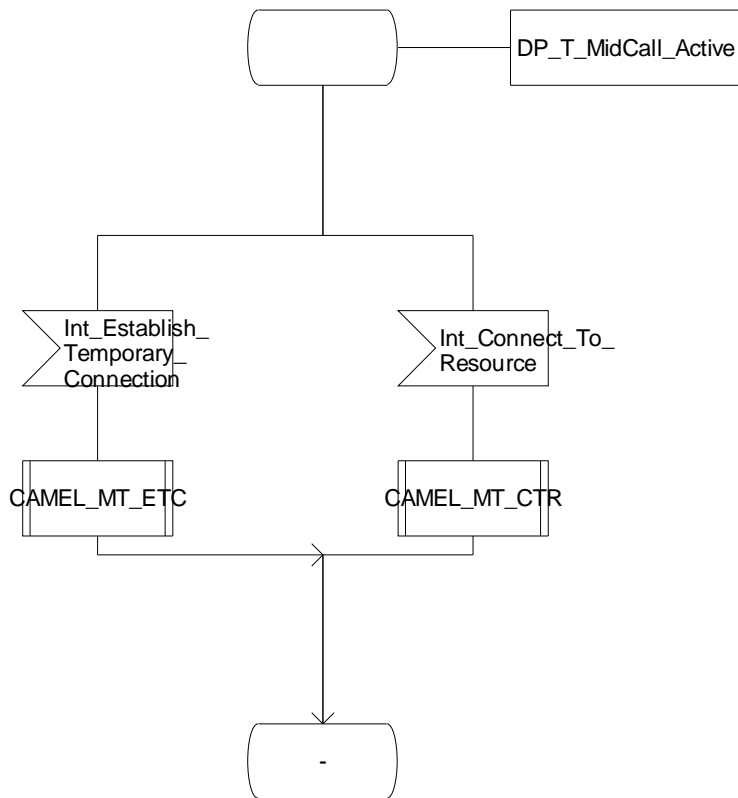 DP_T_MidCall_Active
Int_Establish_
Temporary_
Connection
Int_Connect_To_
Resource
CAMEL_MT_ETC
CAMEL_MT_CTR
-